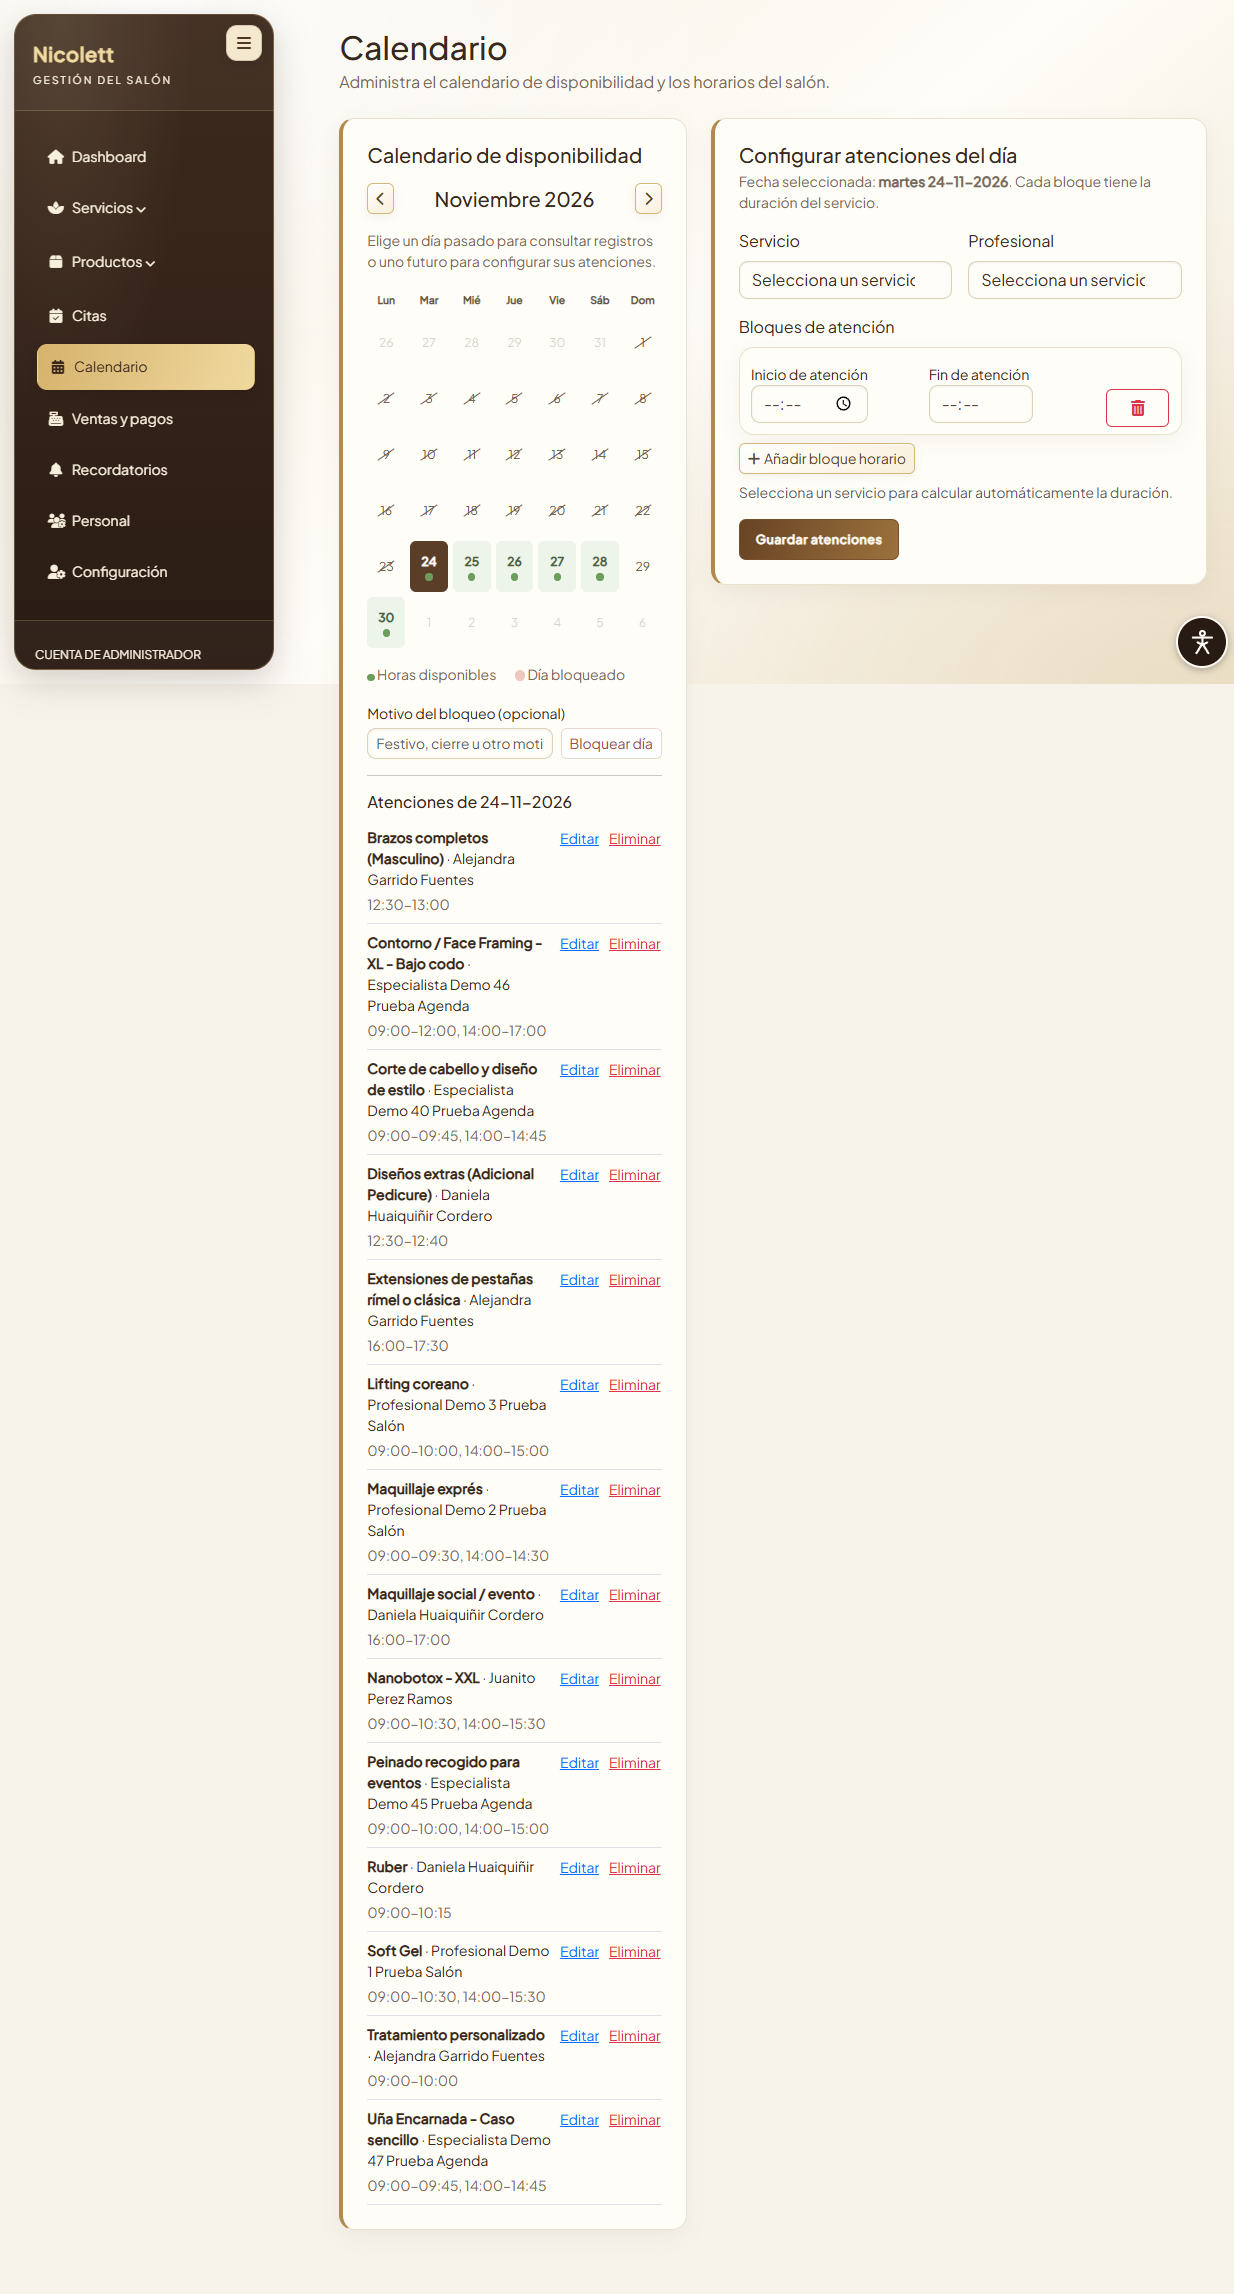 Nicolett
GESTIÓN DEL SALÓN
Dashboard
Servicios
Productos
Citas
Calendario
Ventas y pagos
Recordatorios
Personal
Configuración
CUENTA DE ADMINISTRADOR
Calendario
Administra el calendario de disponibilidad y los horarios del salón.
Calendario de disponibilidad
Noviembre 2026
Elige un día pasado para consultar registros
o uno futuro para configurar sus atenciones.
Lun Mar Mié Jue Vie Sáb Dom
26 27 28 29 30 31 1
2 3 4 5 6 7 8
9 10 11 12 13 14 15
16 17 18 19 20 21 22
23 24 25 26 27 28 29
30 1 2 3 4 5 6
Horas disponibles Día bloqueado
Motivo del bloqueo (opcional)
Festivo, cierre u otro moti Bloquear día
Atenciones de 24-11-2026
Brazos completos Editar Eliminar
(Masculino) · Alejandra
Garrido Fuentes
12:30–13:00
Contorno / Face Framing - Editar Eliminar
XL - Bajo codo ·
Especialista Demo 46
Prueba Agenda
09:00–12:00, 14:00–17:00
Corte de cabello y diseño Editar Eliminar
de estilo · Especialista
Demo 40 Prueba Agenda
09:00–09:45, 14:00–14:45
Diseños extras (Adicional Editar Eliminar
Pedicure) · Daniela
Huaiquiñir Cordero
12:30–12:40
Extensiones de pestañas Editar Eliminar
rímel o clásica · Alejandra
Garrido Fuentes
16:00–17:30
Lifting coreano · Editar Eliminar
Profesional Demo 3 Prueba
Salón
09:00–10:00, 14:00–15:00
Maquillaje exprés · Editar Eliminar
Profesional Demo 2 Prueba
Salón
09:00–09:30, 14:00–14:30
Maquillaje social / evento · Editar Eliminar
Daniela Huaiquiñir Cordero
16:00–17:00
Nanobotox - XXL · Juanito Editar Eliminar
Perez Ramos
09:00–10:30, 14:00–15:30
Peinado recogido para Editar Eliminar
eventos · Especialista
Demo 45 Prueba Agenda
09:00–10:00, 14:00–15:00
Ruber · Daniela Huaiquiñir Editar Eliminar
Cordero
09:00–10:15
Soft Gel · Profesional Demo Editar Eliminar
1 Prueba Salón
09:00–10:30, 14:00–15:30
Tratamiento personalizado Editar Eliminar
· Alejandra Garrido Fuentes
09:00–10:00
Uña Encarnada - Caso Editar Eliminar
sencillo · Especialista Demo
47 Prueba Agenda
09:00–09:45, 14:00–14:45
Configurar atenciones del día
Fecha seleccionada: martes 24-11-2026. Cada bloque tiene la
duración del servicio.
Servicio Profesional
Selecciona un servicic Selecciona un servicic
Bloques de atención
Inicio de atención Fin de atención
--:-- --:--
+ Añadir bloque horario
Selecciona un servicio para calcular automáticamente la duración.
Guardar atenciones